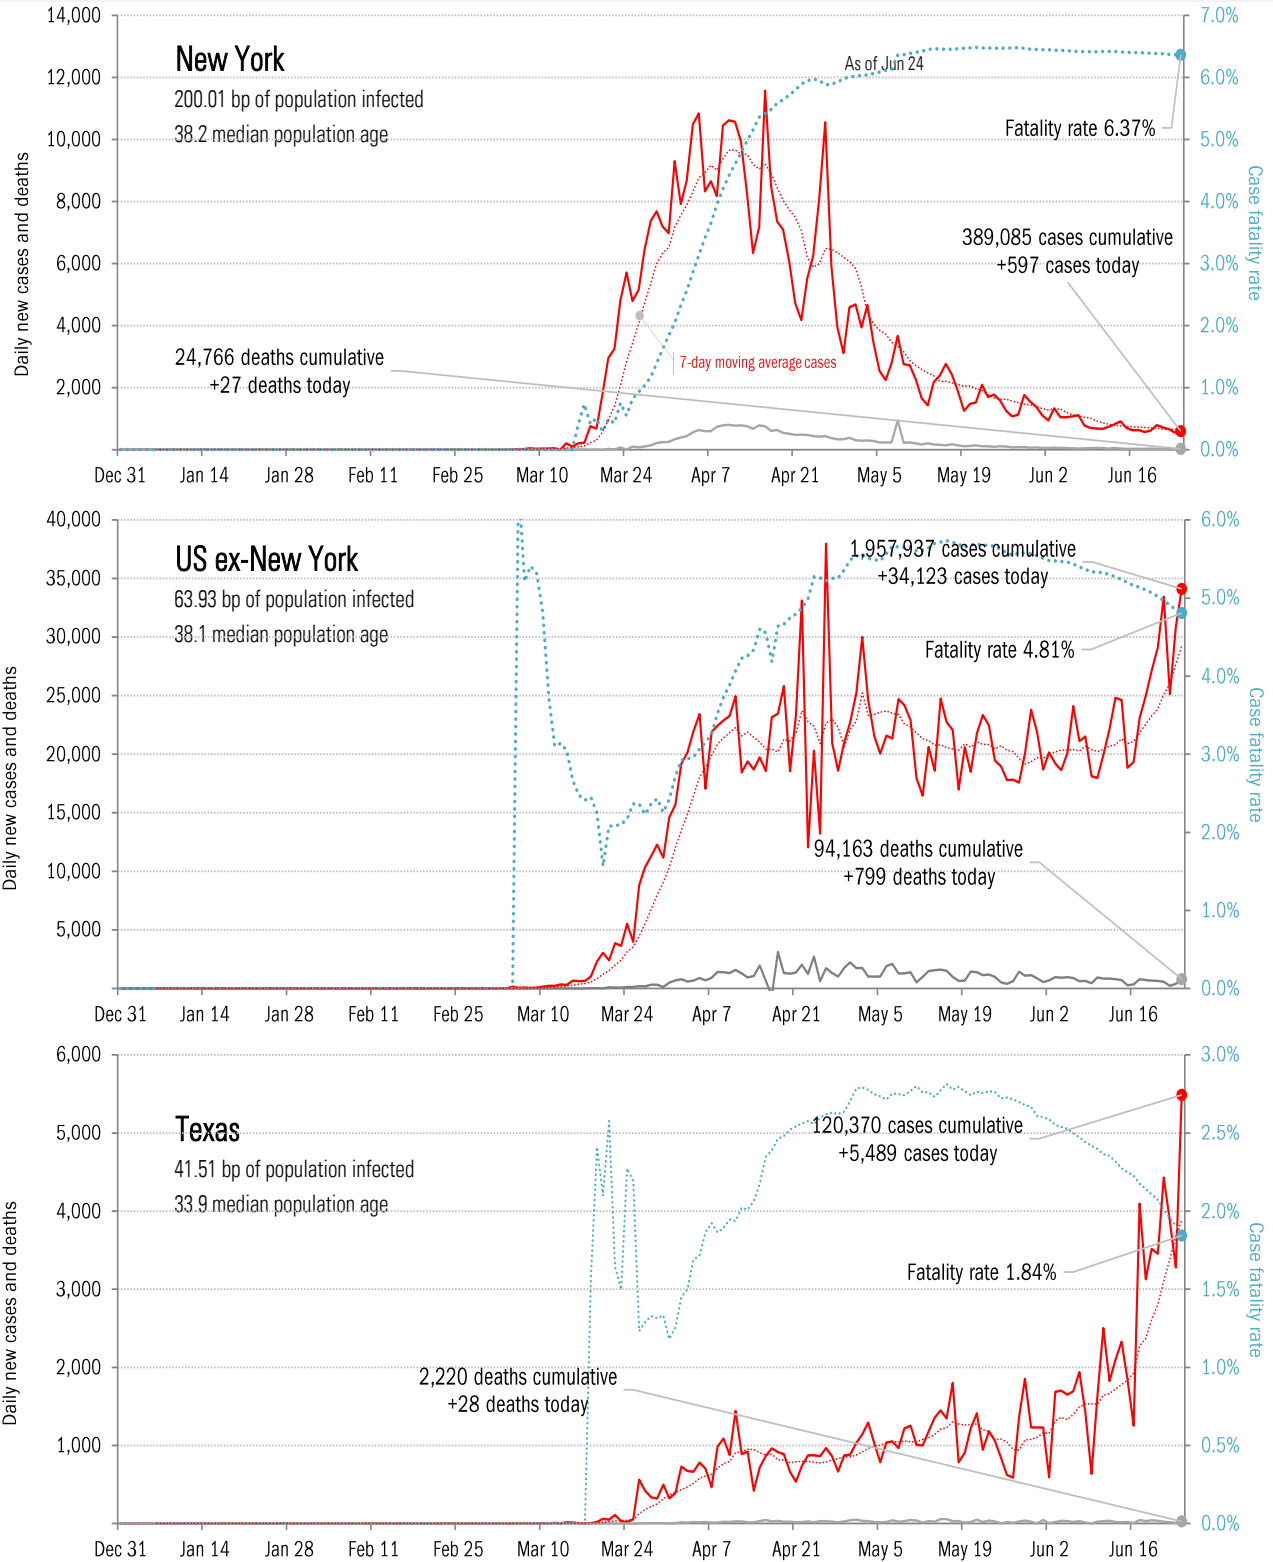 14,000
12,000
10,000
8,000
6,000
4,000
2,000
-
Daily new cases and deaths
New York
200.01 bp of population infected
38.2 median population age
As of Jun 24
Fatality rate 6.37%
389,085 cases cumulative
+597 cases today
24,766 deaths cumulative
+27 deaths today
7-day moving average cases
7.0%
6.0%
5.0%
4.0%
3.0%
2.0%
1.0%
0.0%
Case fatality rate
Dec 31 Jan 14 Jan 28 Feb 11 Feb 25 Mar 10 Mar 24 Apr 7 Apr 21 May 5 May 19 Jun 2 Jun 16
40,000
35,000
30,000
25,000
20,000
15,000
10,000
5,000
-
Daily new cases and deaths
US ex-New York
63.93 bp of population infected
38.1 median population age
1,957,937 cases cumulative
+34,123 cases today
Fatality rate 4.81%
94,163 deaths cumulative
+799 deaths today
6.0%
5.0%
4.0%
3.0%
2.0%
1.0%
0.0%
Case fatality rate
Dec 31 Jan 14 Jan 28 Feb 11 Feb 25 Mar 10 Mar 24 Apr 7 Apr 21 May 5 May 19 Jun 2 Jun 16
6,000
5,000
4,000
3,000
2,000
1,000
-
Daily new cases and deaths
Texas
41.51 bp of population infected
33.9 median population age
120,370 cases cumulative
+5,489 cases today
Fatality rate 1.84%
2,220 deaths cumulative
+28 deaths today
3.0%
2.5%
2.0%
1.5%
1.0%
0.5%
0.0%
Case fatality rate
Dec 31 Jan 14 Jan 28 Feb 11 Feb 25 Mar 10 Mar 24 Apr 7 Apr 21 May 5 May 19 Jun 2 Jun 16